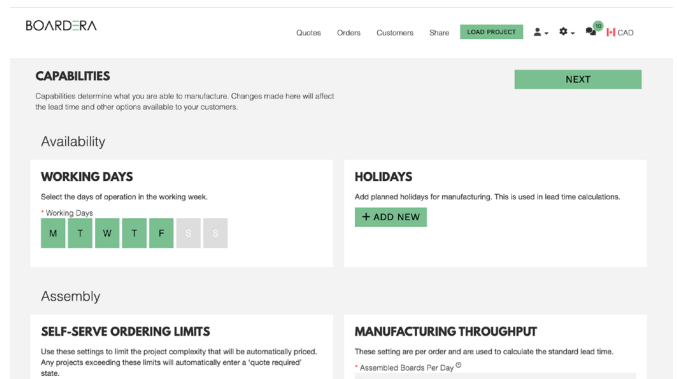 BOARDERA
Quotes Orders Customers Share LOAD PROJECT 10 CAD
CAPABILITIES
NEXT
Capabilities determine what you are able to manufacture. Changes made here will affect
the lead time and other options available to your customers.
Availability
WORKING DAYS
Select the days of operation in the working week.
* Working Days
M T W T F S S
HOLIDAYS
Add planned holidays for manufacturing. This is used in lead time calculations.
+ ADD NEW
Assembly
SELF-SERVE ORDERING LIMITS
Use these settings to limit the project complexity that will be automatically priced.
Any projects exceeding these limits will automatically enter a 'quote required'
state.
MANUFACTURING THROUGHPUT
These setting are per order and are used to calculate the standard lead time.
* Assembled Boards Per Day